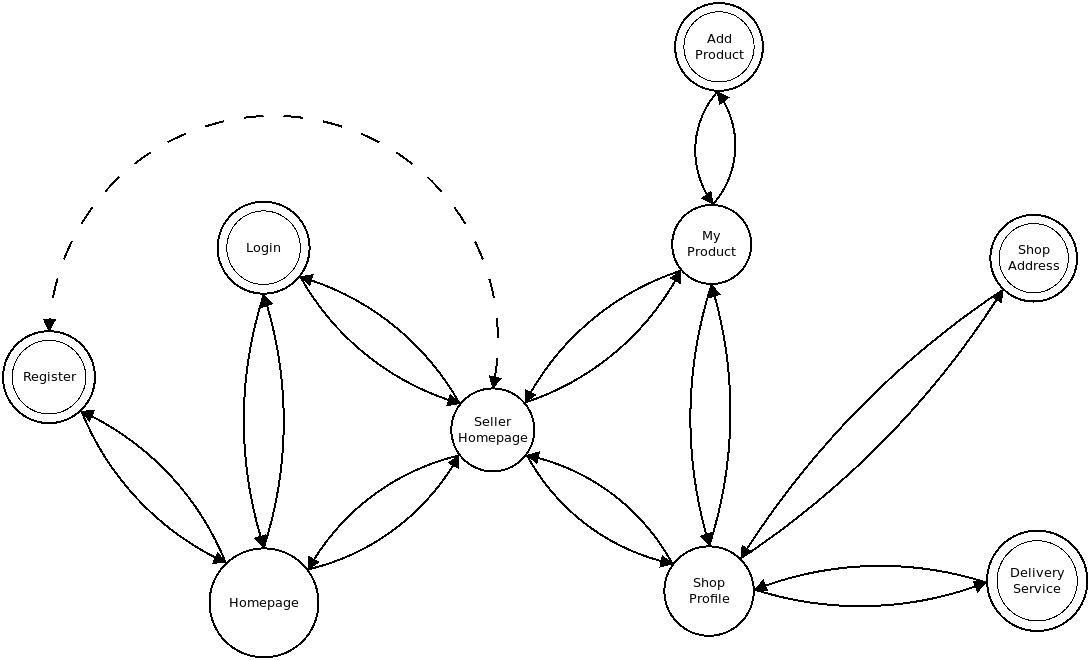 Add
Product
My
Product
Login
Shop
Address
Register
Seller
Homepage
Delivery
Service
Shop
Profile
Homepage